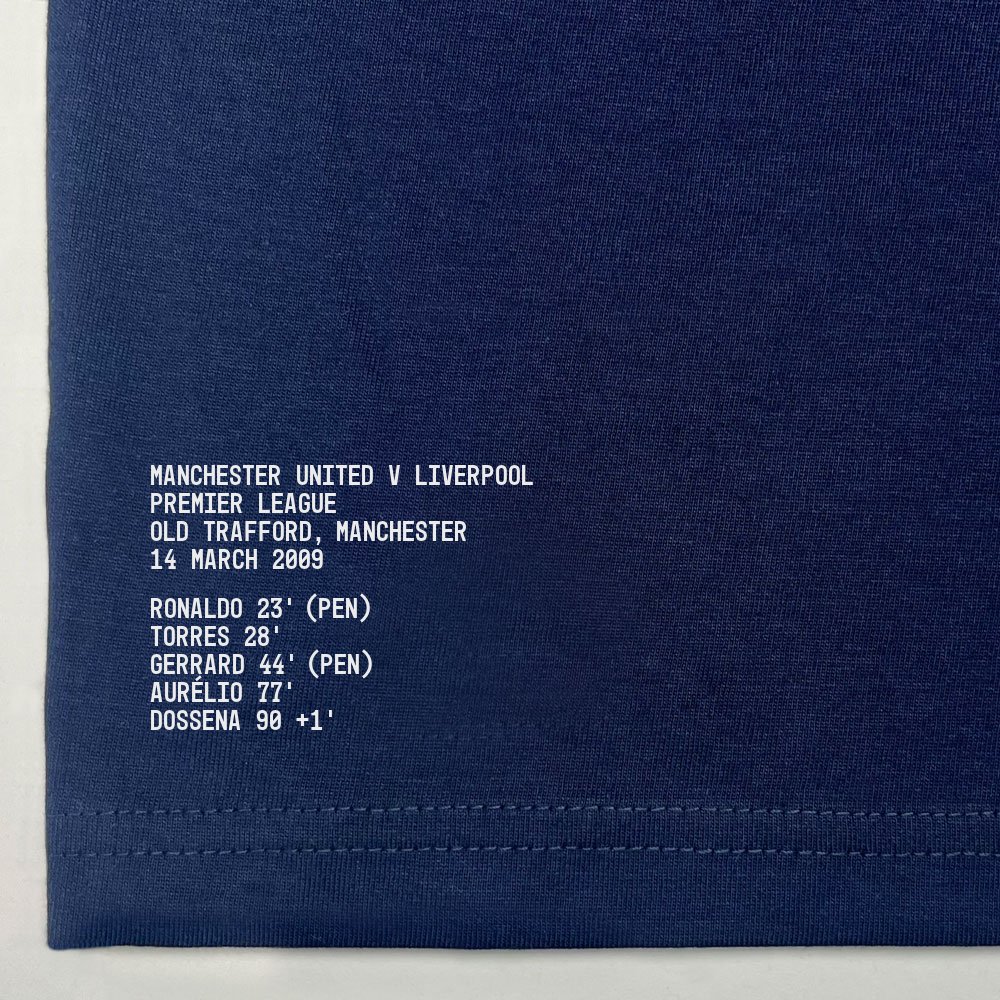 MANCHESTER UNITED V LIVERPOOL
PREMIER LEAGUE
OLD TRAFFORD, MANCHESTER
14 MARCH 2009
RONALDO 23' (PEN)
TORRES 28'
GERRARD 44' (PEN)
AURÉLIO 77'
DOSSENA 90 +1'